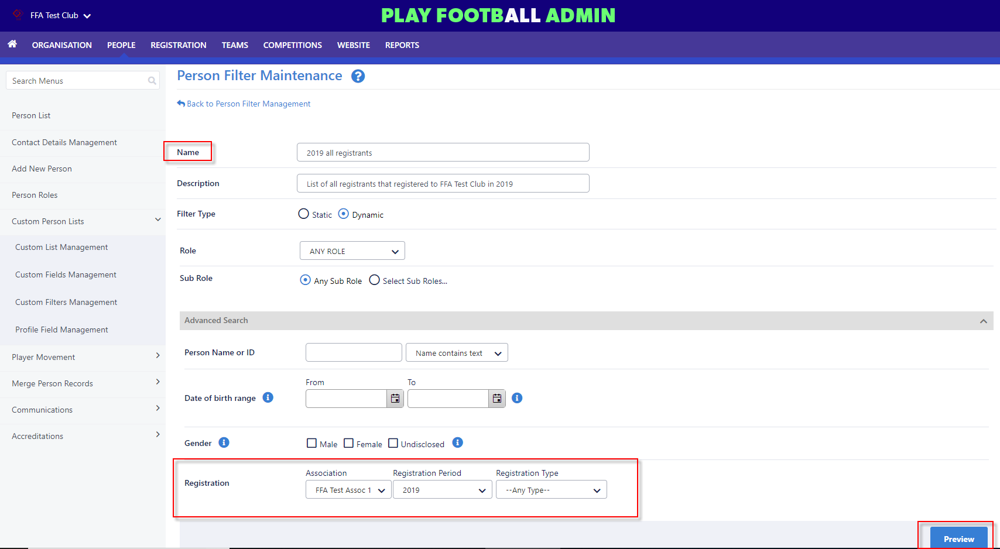 FFA Test Club
PLAY FOOTBALL ADMIN
ORGANISATION PEOPLE REGISTRATION TEAMS COMPETITIONS WEBSITE REPORTS
Search Menus
Person List
Contact Details Management
Add New Person
Person Roles
Custom Person Lists
Custom List Management
Custom Fields Management
Custom Filters Management
Profile Field Management
Player Movement
Merge Person Records
Communications
Accreditations
Person Filter Maintenance ?
Back to Person Filter Management
Name 2019 all registrants
Description List of all registrants that registered to FFA Test Club in 2019
Filter Type Static Dynamic
Role ANY ROLE
Sub Role Any Sub Role Select Sub Roles...
Advanced Search
Person Name or ID Name contains text
From To
Date of birth range i i
Gender i Male Female Undisclosed i
Association Registration Period Registration Type
Registration FFA Test Assoc 1 2019 --Any Type--
Preview